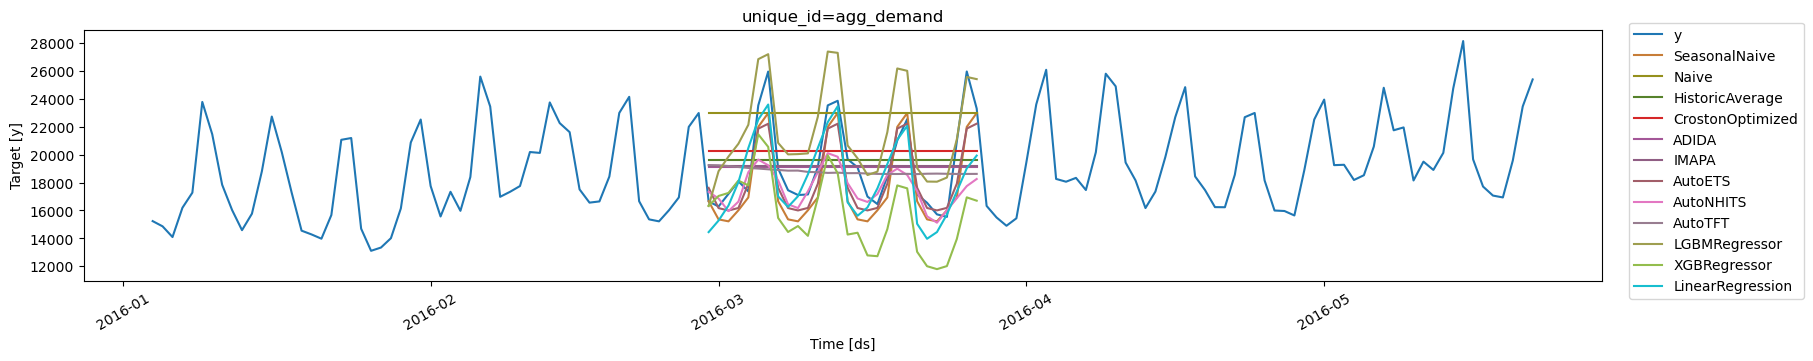 unique_id=agg_demand
Target [y]
28000
26000
24000
22000
20000
18000
16000
14000
12000
2016-01
2016-02
2016-03
2016-04
2016-05
Time [ds]
y
SeasonalNaive
Naive
HistoricAverage
CrostonOptimized
ADIDA
IMAPA
AutoETS
AutoNHITS
AutoTFT
LGBMRegressor
XGBRegressor
LinearRegression